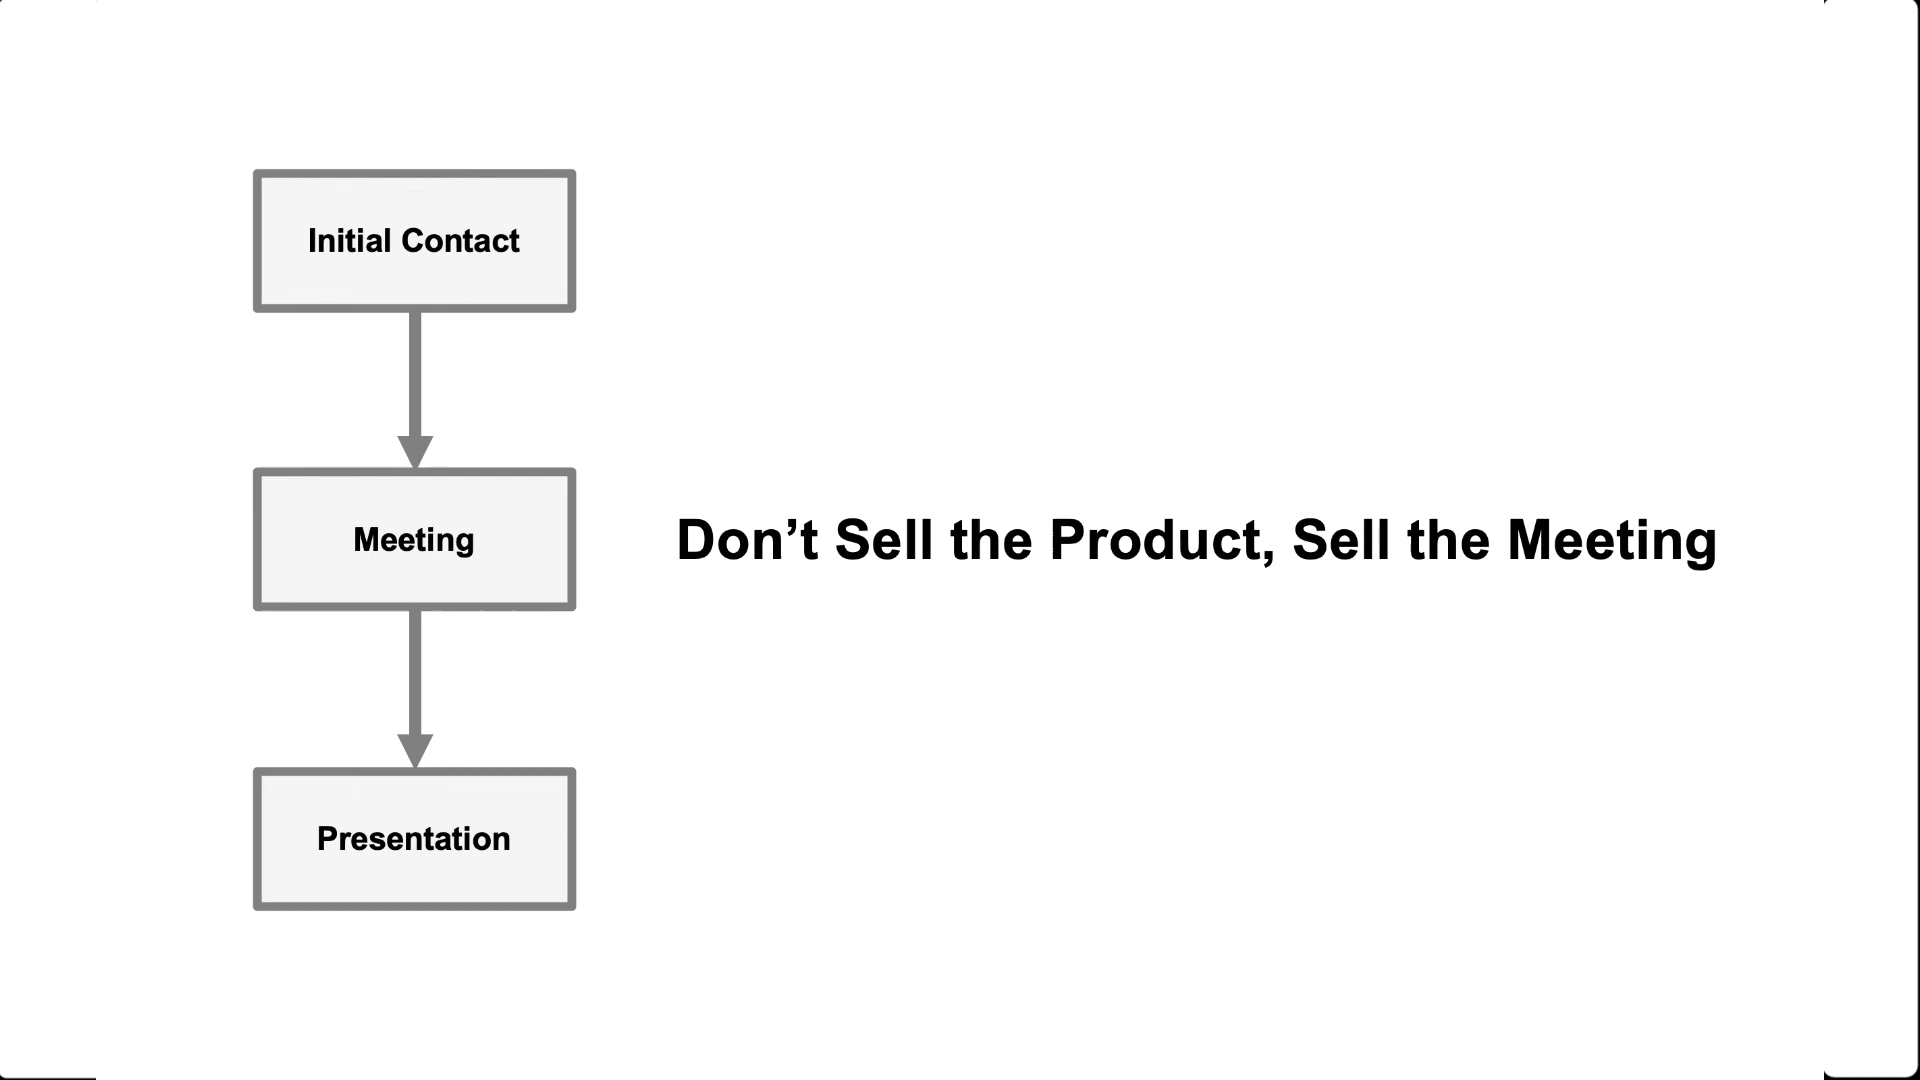 Initial Contact
Meeting
Don’t Sell the Product, Sell the Meeting
Presentation